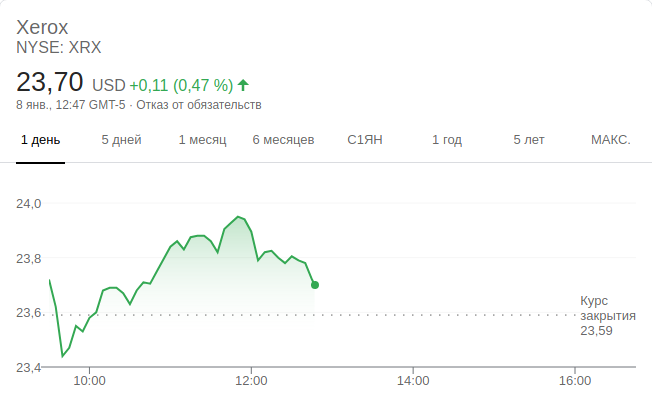 Xerox
NYSE: XRX
23,70 USD +0,11 (0,47 %)
8 янв., 12:47 GMT-5 · Отказ от обязательств
1 день 5 дней 1 месяц 6 месяцев С1ЯН 1 год 5 лет МАКС.
24,0
23,8
23,6
23,4
Курс
закрытия
23,59
10:00 12:00 14:00 16:00